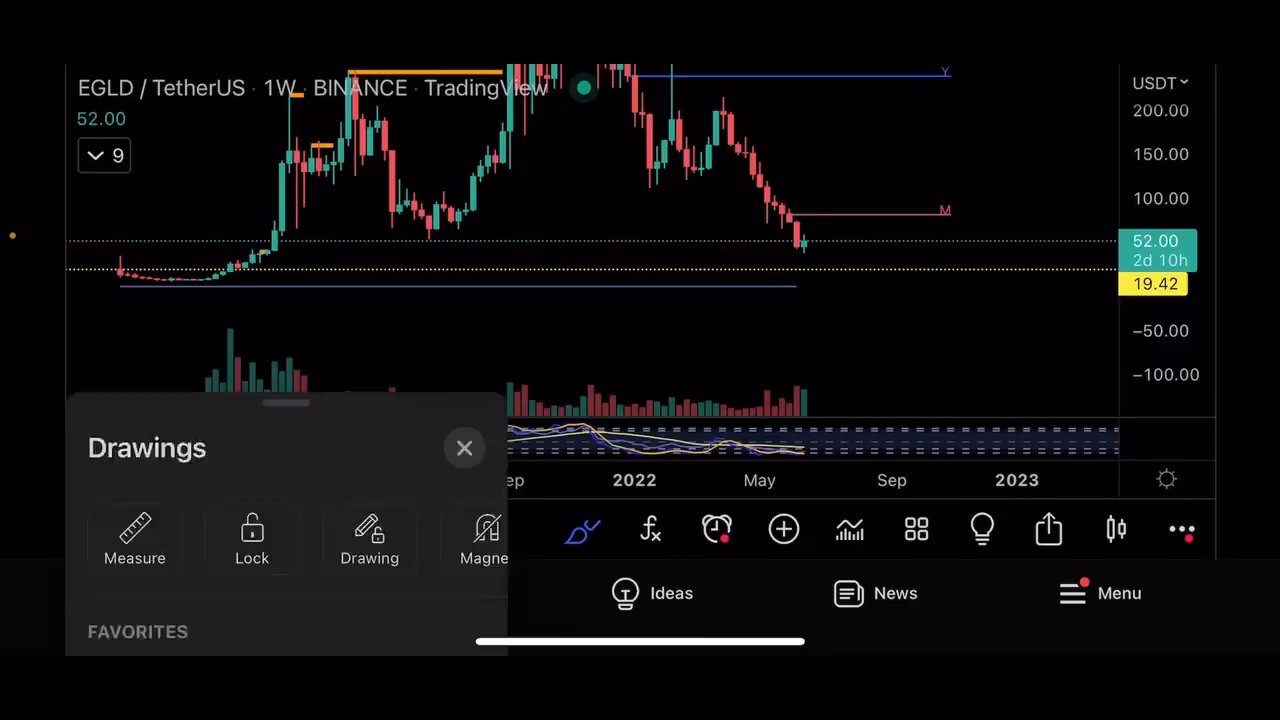 EGLD / TetherUS · 1W · BINANCE · TradingView
52.00
9
Y
M
USDT
200.00
150.00
100.00
52.00
2d 10h
19.42
−50.00
−100.00
ep
2022
May
Sep
2023
Drawings
Measure
Lock
Drawing
Magne
FAVORITES
Ideas
News
Menu